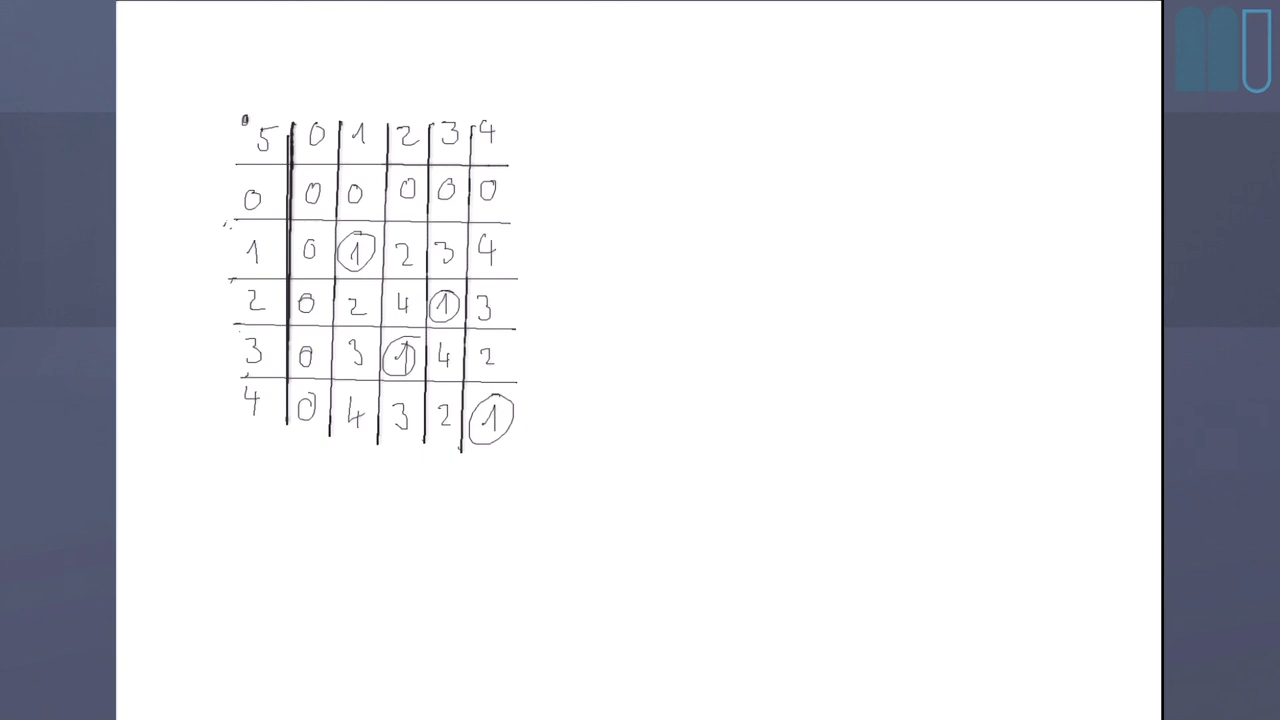 • 5 0 1 2 3 4
0 0 0 0 0 0
1 0 1 2 3 4
2 0 2 4 1 3
3 0 3 1 4 2
4 0 4 3 2 1